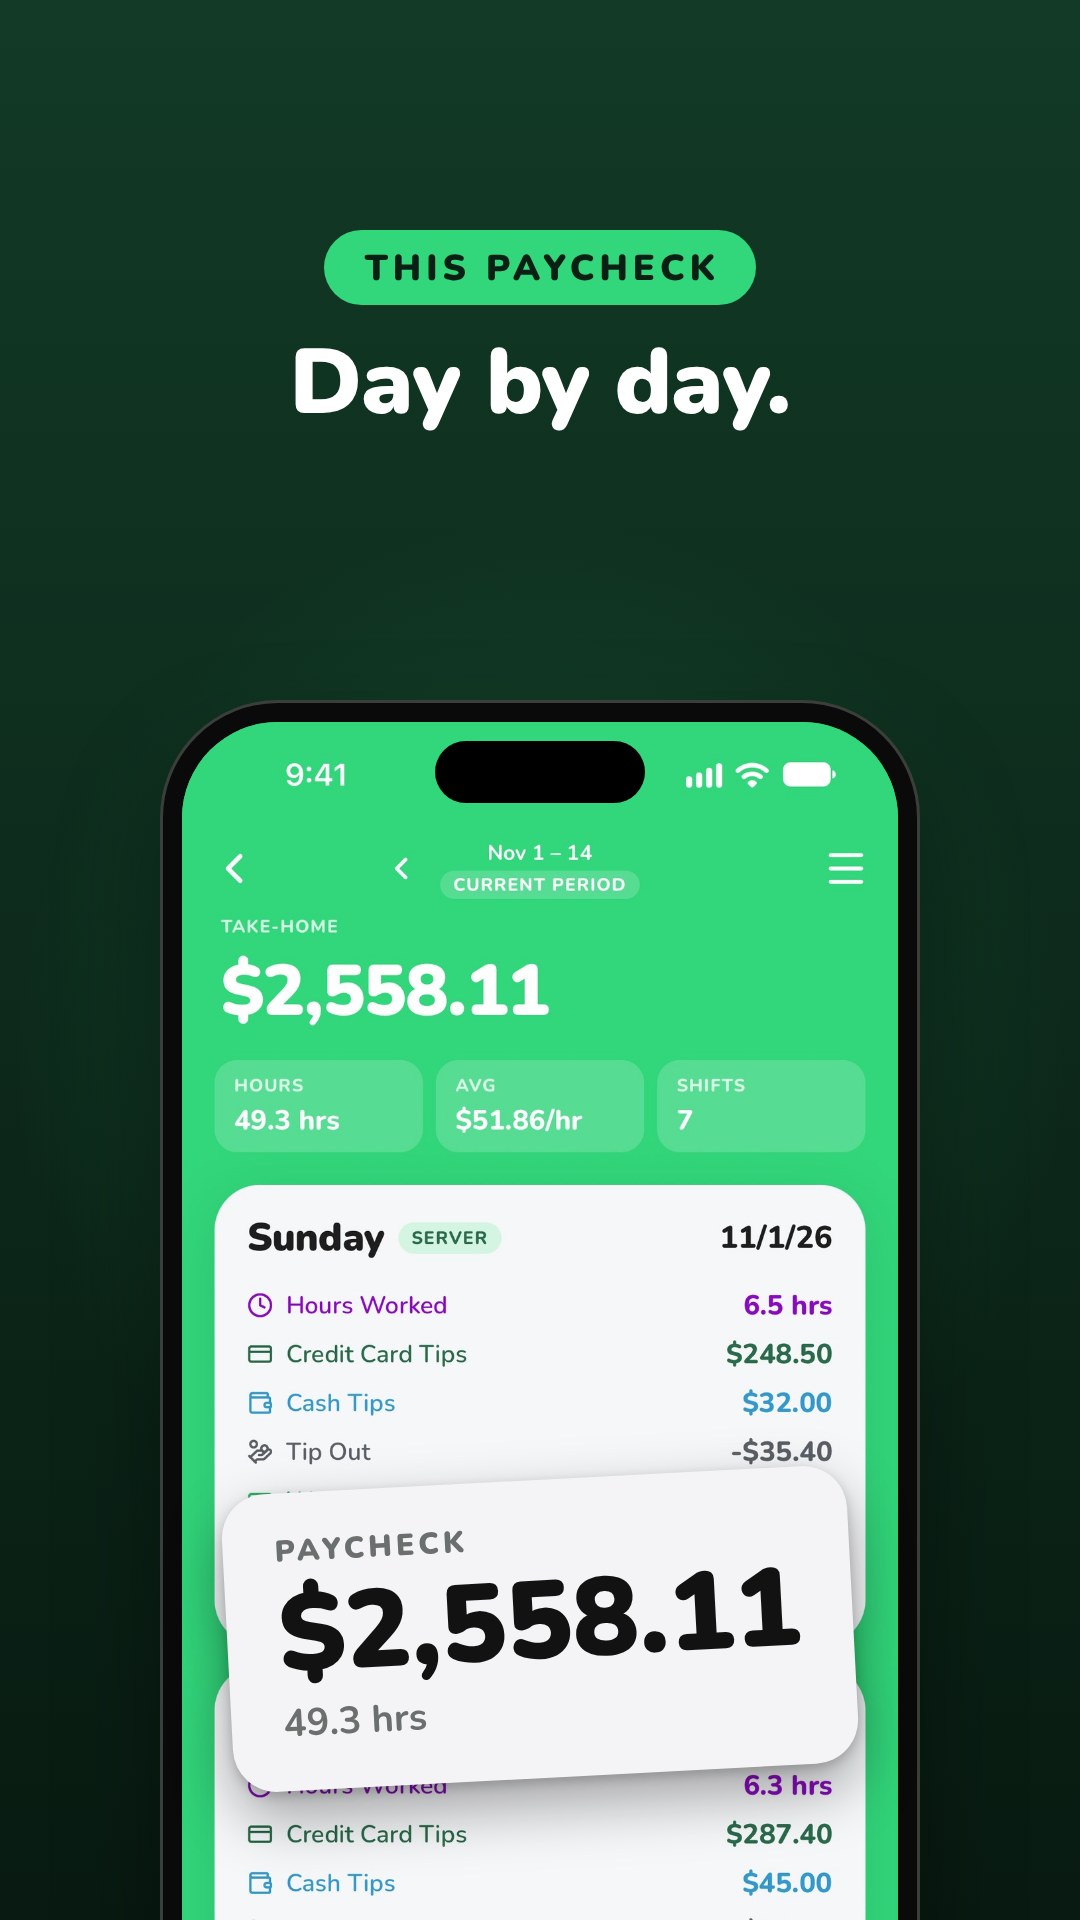 THIS PAYCHECK
Day by day.
9:41
Nov 1 – 14
CURRENT PERIOD
TAKE-HOME
$2,558.11
HOURS
49.3 hrs
AVG
$51.86/hr
SHIFTS
7
Sunday SERVER 11/1/26
Hours Worked 6.5 hrs
Credit Card Tips $248.50
Cash Tips $32.00
Tip Out -$35.40
PAYCHECK
$2,558.11
49.3 hrs
Hours Worked 6.3 hrs
Credit Card Tips $287.40
Cash Tips $45.00